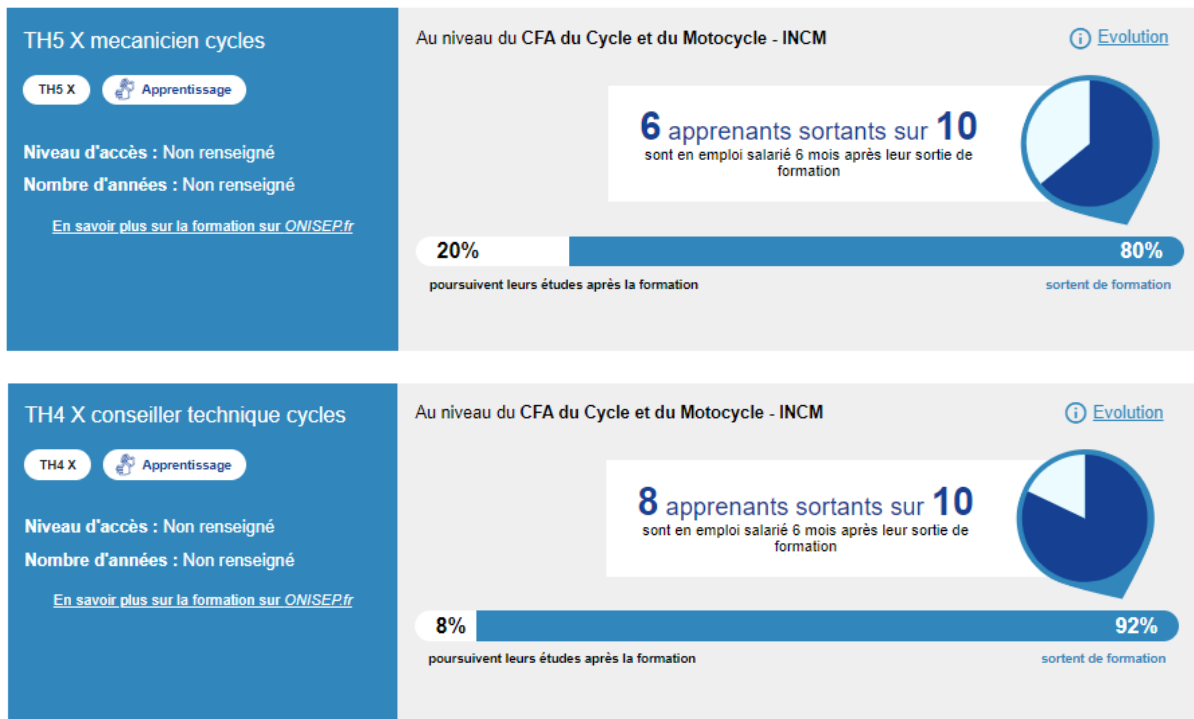 TH5 X mecanicien cycles
TH5 X
Apprentissage
Niveau d'accès : Non renseigné
Nombre d'années : Non renseigné
En savoir plus sur la formation sur ONISEP.fr
Au niveau du CFA du Cycle et du Motocycle - INCM
Evolution
6 apprenants sortants sur 10
sont en emploi salarié 6 mois après leur sortie de
formation
20%
80%
poursuivent leurs études après la formation
sortent de formation
TH4 X conseiller technique cycles
TH4 X
Apprentissage
Niveau d'accès : Non renseigné
Nombre d'années : Non renseigné
En savoir plus sur la formation sur ONISEP.fr
Au niveau du CFA du Cycle et du Motocycle - INCM
Evolution
8 apprenants sortants sur 10
sont en emploi salarié 6 mois après leur sortie de
formation
8%
92%
poursuivent leurs études après la formation
sortent de formation